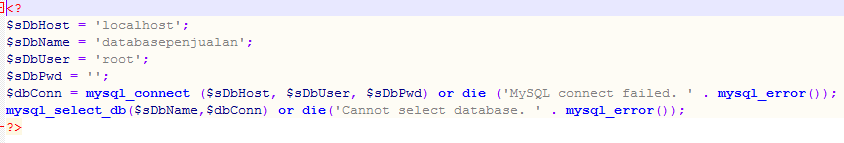 <?
$sDbHost = 'localhost';
$sDbName = 'databasepenjualan';
$sDbUser = 'root';
$sDbPwd = '';
$dbConn = mysql_connect ($sDbHost, $sDbUser, $sDbPwd) or die ('MySQL connect failed. ' . mysql_error());
mysql_select_db($sDbName,$dbConn) or die('Cannot select database. ' . mysql_error());
?>